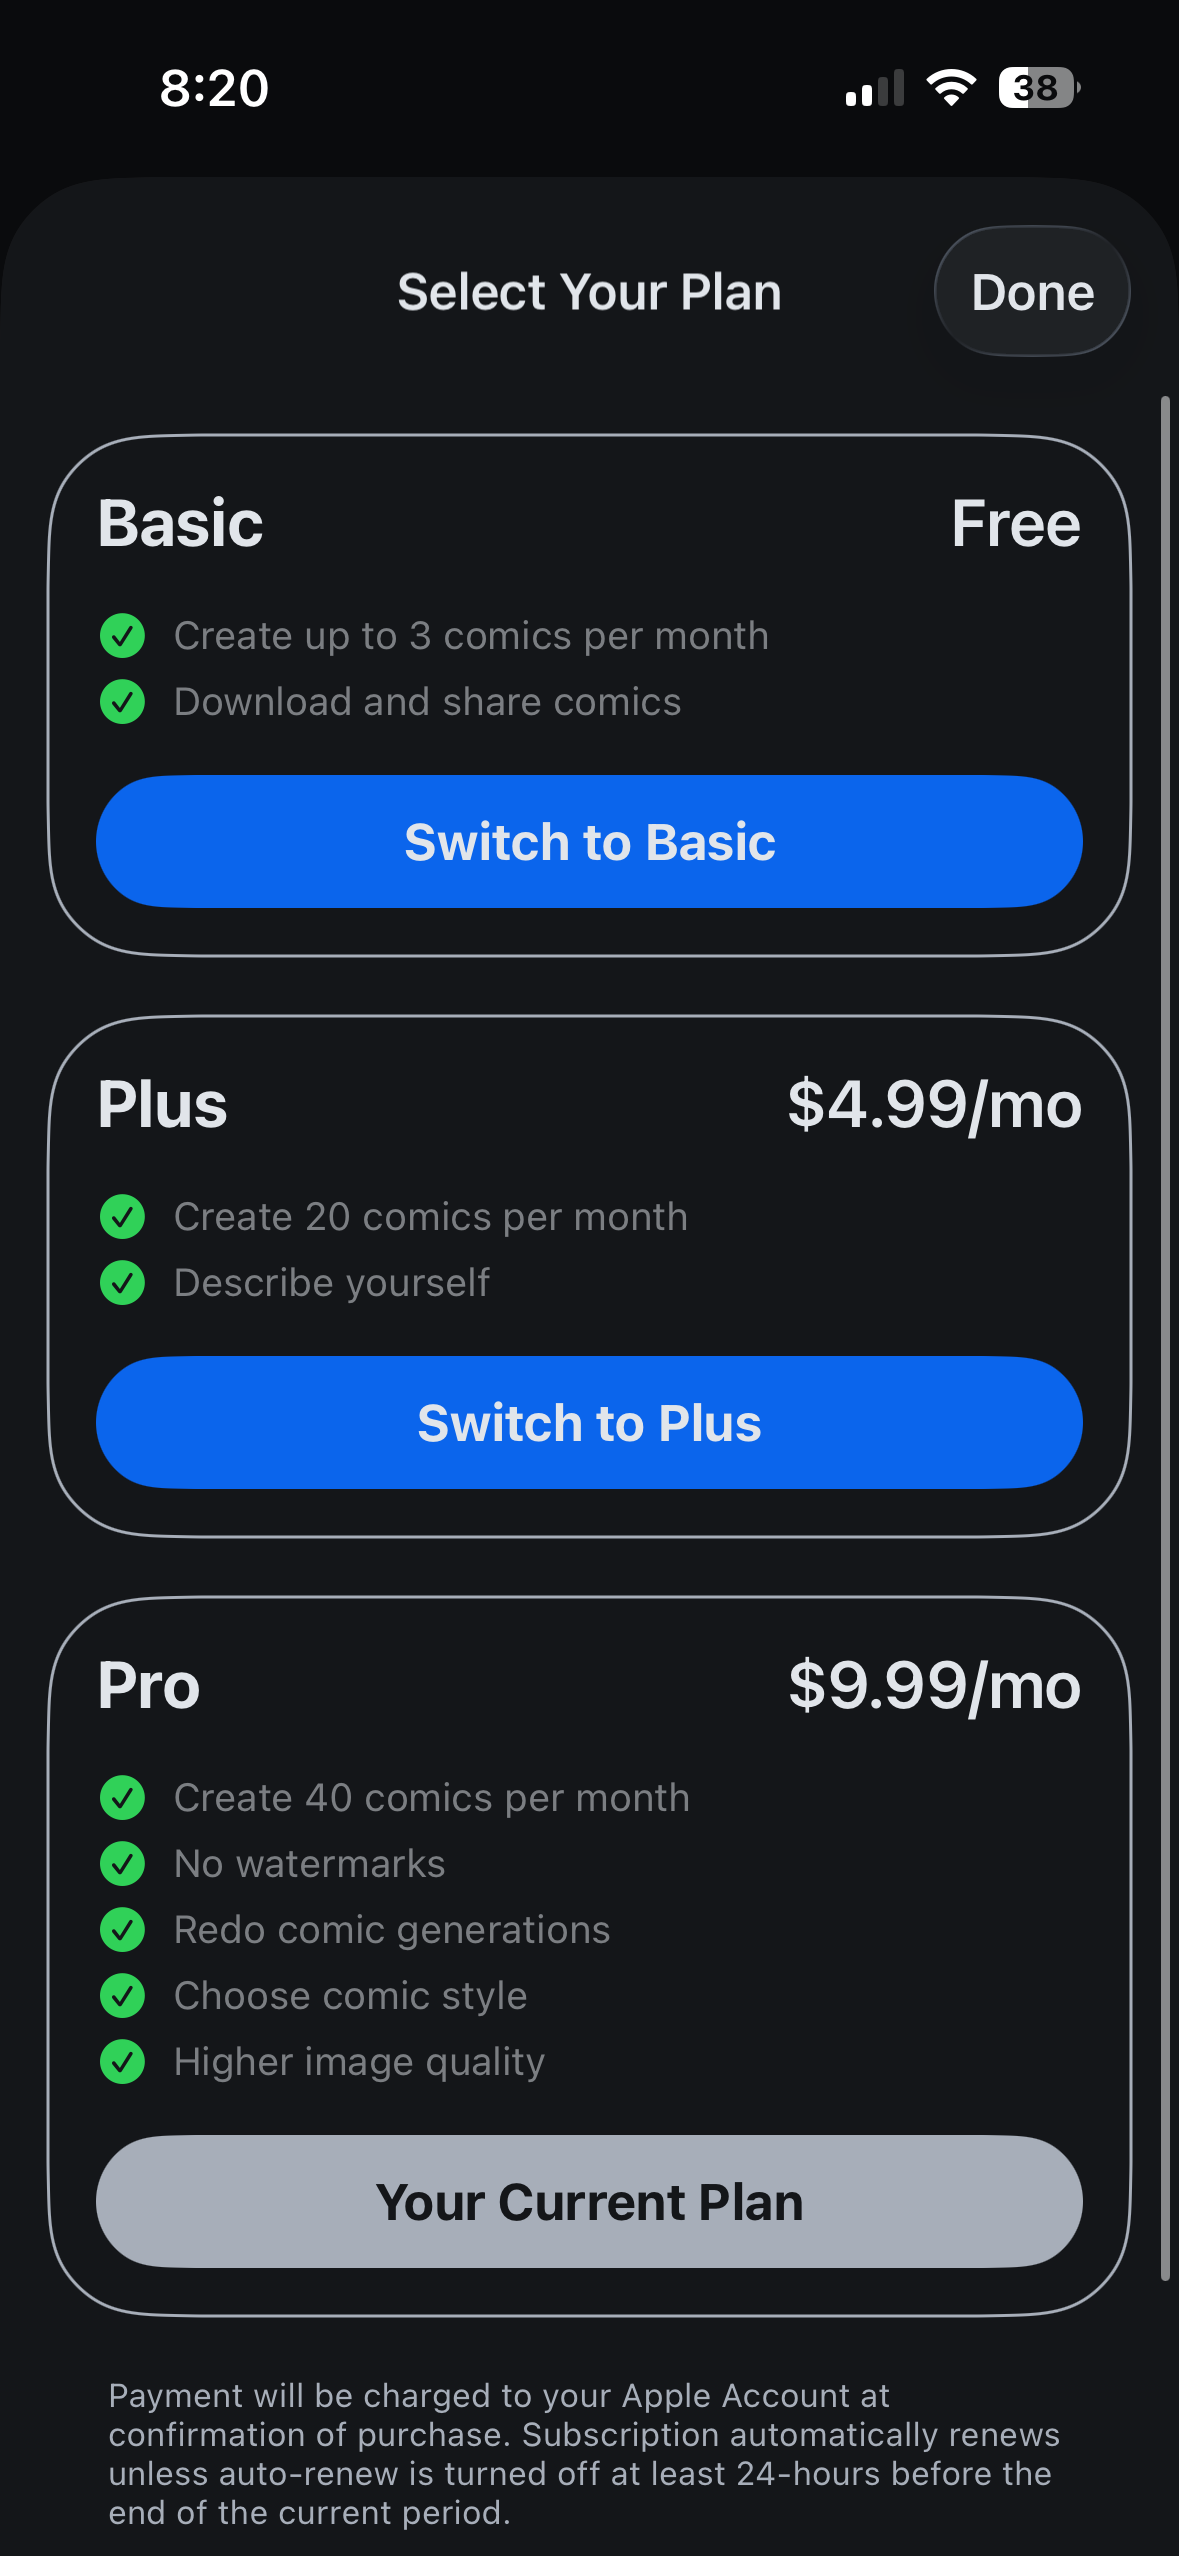 8:20
38
Select Your Plan
Done
Basic
Free
Create up to 3 comics per month
Download and share comics
Switch to Basic
Plus
$4.99/mo
Create 20 comics per month
Describe yourself
Switch to Plus
Pro
$9.99/mo
Create 40 comics per month
No watermarks
Redo comic generations
Choose comic style
Higher image quality
Your Current Plan
Payment will be charged to your Apple Account at
confirmation of purchase. Subscription automatically renews
unless auto-renew is turned off at least 24-hours before the
end of the current period.